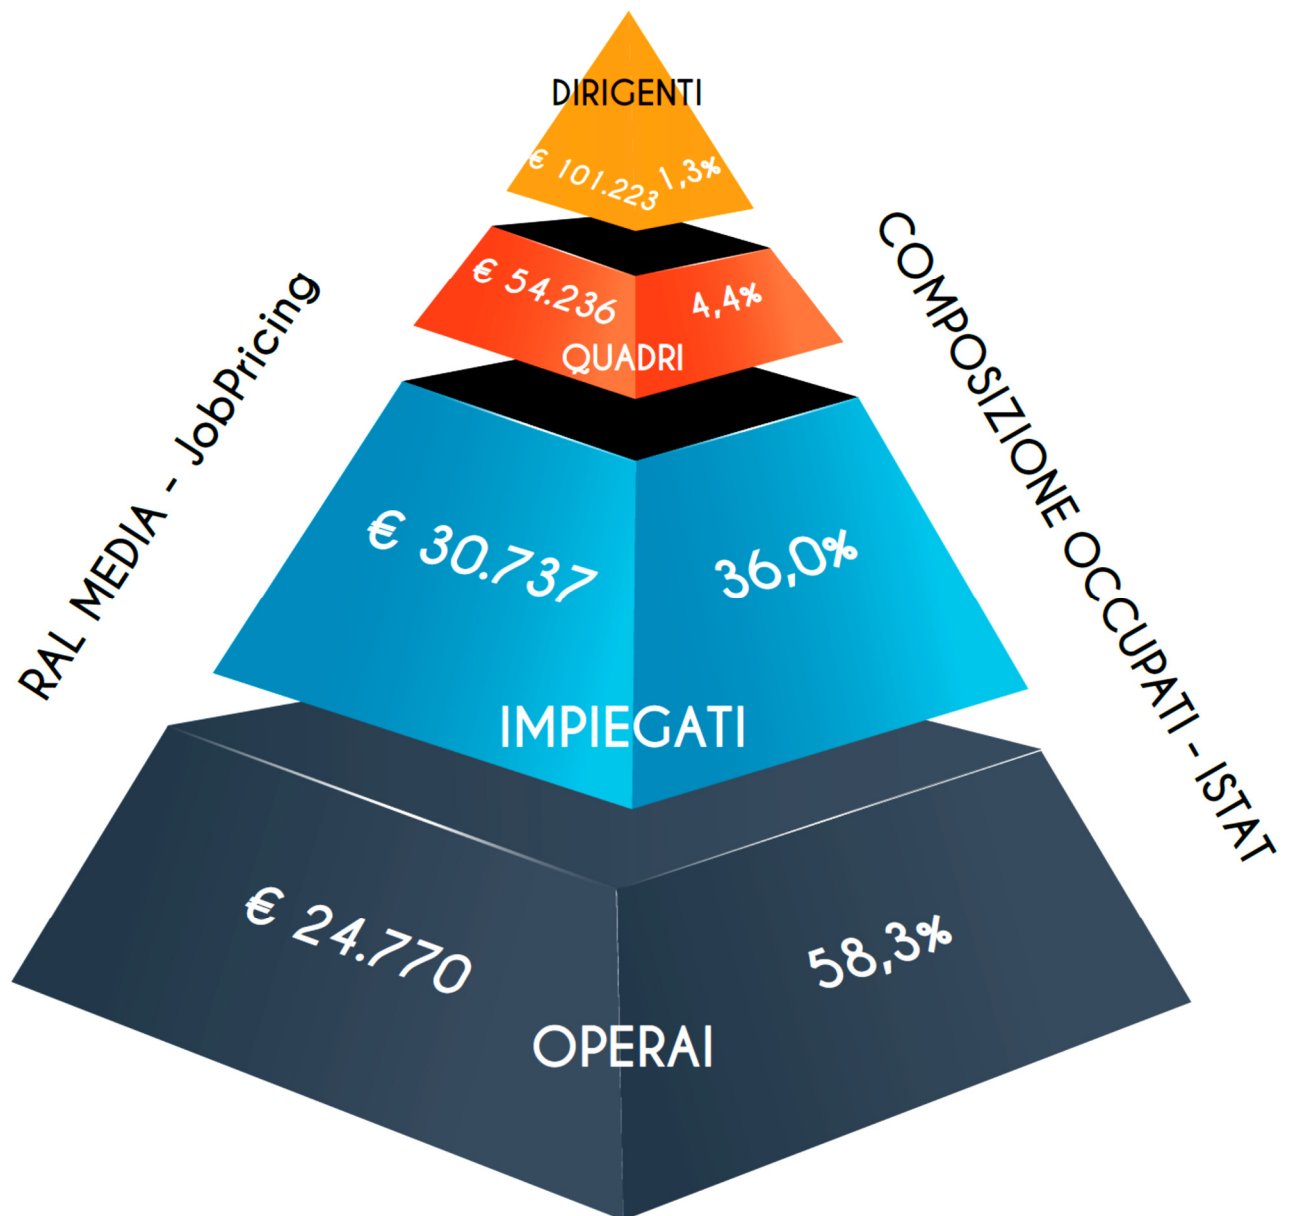 DIRIGENTI
€ 101.223 1,3%
€ 54.236 4,4%
QUADRI
€ 30.737 36,0%
IMPIEGATI
€ 24.770 58,3%
OPERAI
RAL MEDIA - JobPricing
COMPOSIZIONE OCCUPATI - ISTAT